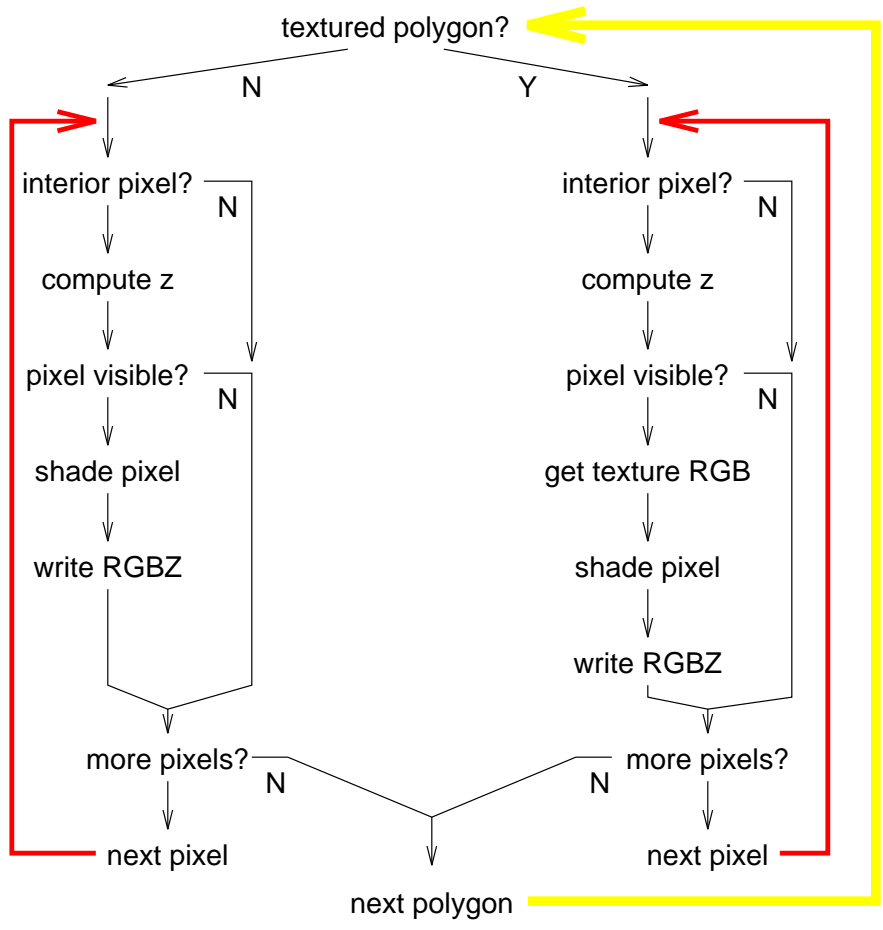 textured polygon?
N
Y
interior pixel?
N
compute z
pixel visible?
N
shade pixel
write RGBZ
more pixels?
N
next pixel
interior pixel?
N
compute z
pixel visible?
N
get texture RGB
shade pixel
write RGBZ
more pixels?
N
next pixel
next polygon